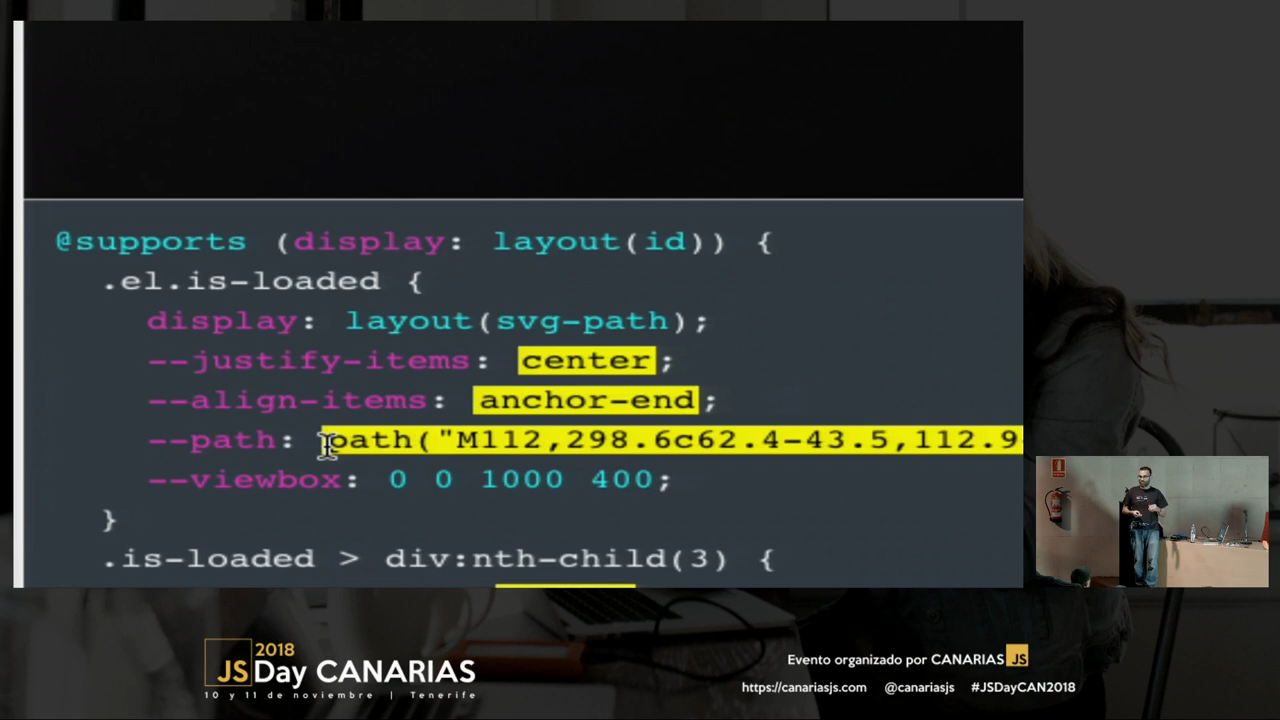 @supports (display: layout(id)) {
.el.is-loaded {
display: layout(svg-path);
--justify-items: center;
--align-items: anchor-end;
--path: path("M112,298.6c62.4-43.5,112.9
--viewbox: 0 0 1000 400;
}
.is-loaded > div:nth-child(3) {
2018
JSDay CANARIAS
10 y 11 de noviembre | Tenerife
Evento organizado por CANARIAS JS
https://canariasjs.com @canariasjs #JSDayCAN2018